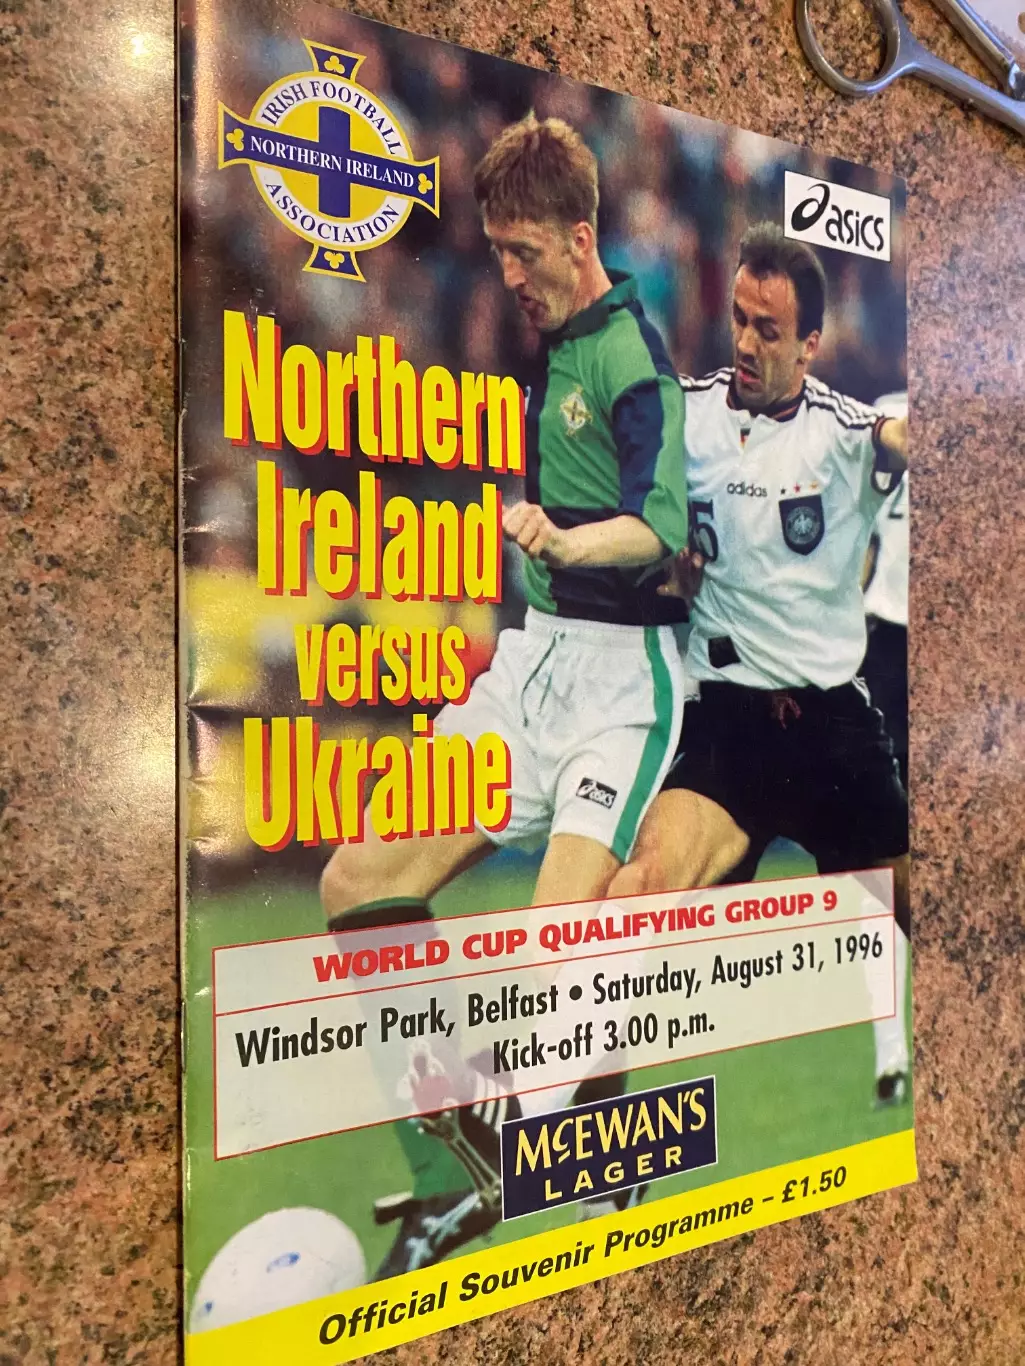 IRISH FOOTBALL
NORTHERN IRELAND
ASSOCIATION
asics
Northern
Ireland
versus
Ukraine
adidas
5
asics
WORLD CUP QUALIFYING GROUP 9
Windsor Park, Belfast • Saturday, August 31, 1996
Kick-off 3.00 p.m.
McEWAN'S
LAGER
Official Souvenir Programme – £1.50